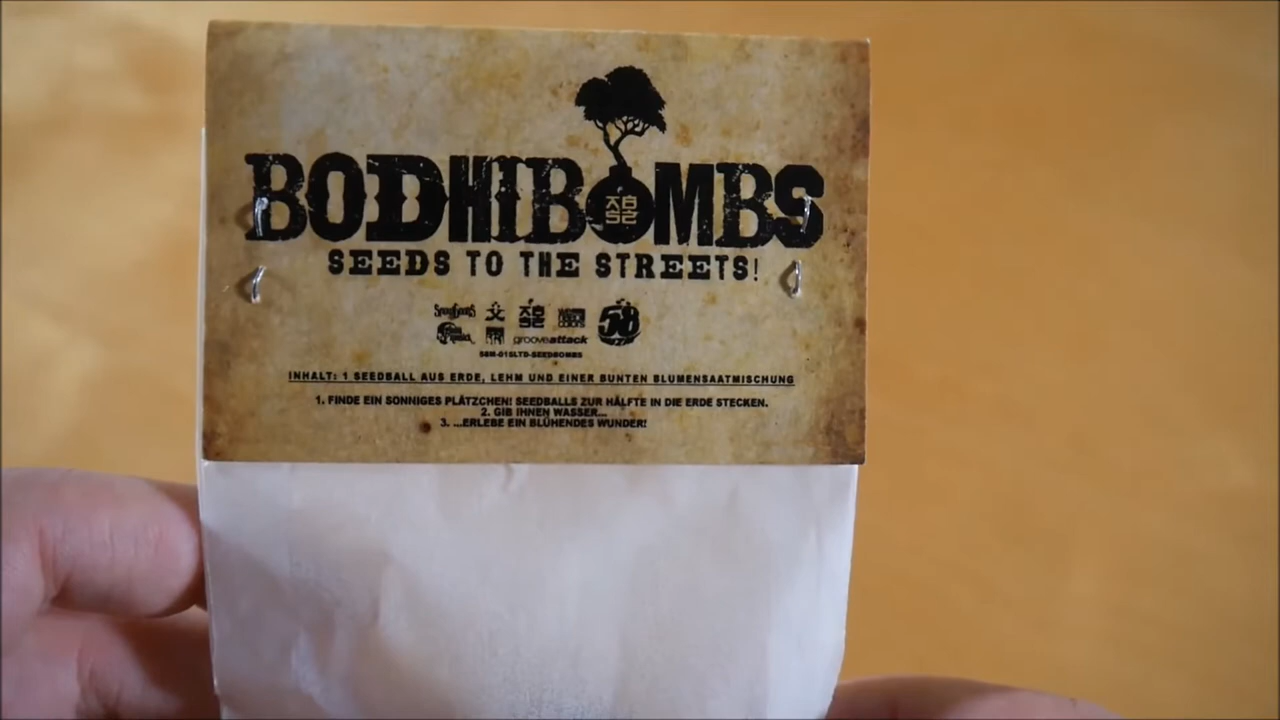 BODHIBOMBS
SEEDS TO THE STREETS!
58
grooveattack
58M-015LTD-SEEDBOMBS
INHALT: 1 SEEDBALL AUS ERDE, LEHM UND EINER BUNTEN BLUMENSAATMISCHUNG
1. FINDE EIN SONNIGES PLÄTZCHEN! SEEDBALLS ZUR HÄLFTE IN DIE ERDE STECKEN.
2. GIB IHNEN WASSER...
3. ...ERLEBE EIN BLÜHENDES WUNDER!